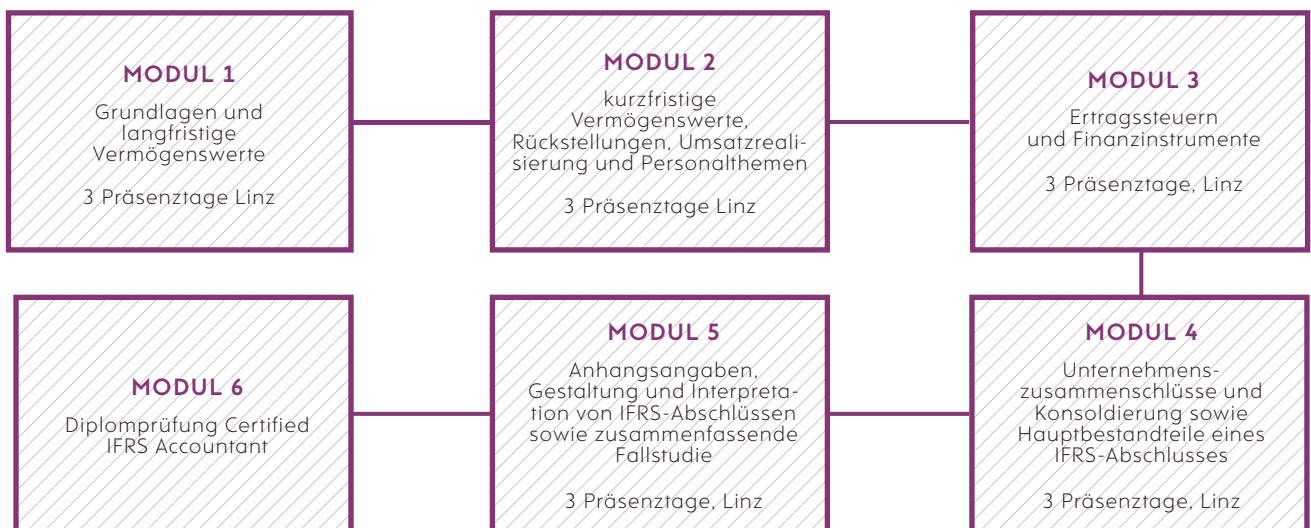 MODUL 1
Grundlagen und
langfristige
Vermögenswerte
3 Präsenztage Linz
MODUL 2
kurzfristige
Vermögenswerte,
Rückstellungen, Umsatzreali-
sierung und Personalthemen
3 Präsenztage Linz
MODUL 3
Ertragssteuern
und Finanzinstrumente
3 Präsenztage, Linz
MODUL 4
Unternehmens-
zusammenschlüsse und
Konsoldierung sowie
Hauptbestandteile eines
IFRS-Abschlusses
3 Präsenztage, Linz
MODUL 5
Anhangsangaben,
Gestaltung und Interpreta-
tion von IFRS-Abschlüssen
sowie zusammenfassende
Fallstudie
3 Präsenztage, Linz
MODUL 6
Diplomprüfung Certified
IFRS Accountant